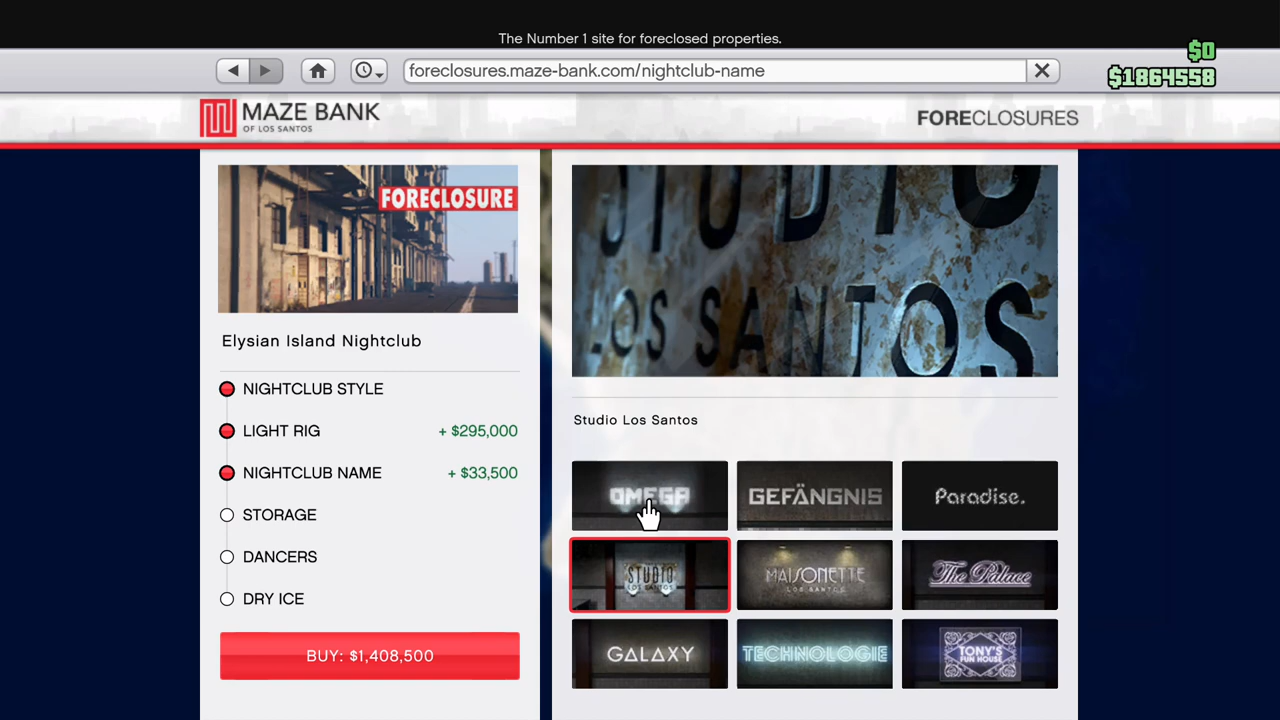 The Number 1 site for foreclosed properties.
foreclosures.maze-bank.com/nightclub-name
$0
$1864558
MAZE BANK
OF LOS SANTOS
FORECLOSURES
FORECLOSURE
Elysian Island Nightclub
NIGHTCLUB STYLE
LIGHT RIG + $295,000
NIGHTCLUB NAME + $33,500
STORAGE
DANCERS
DRY ICE
BUY: $1,408,500
STUDIO
LOS SANTOS
Studio Los Santos
OMEGA
GEFÄNGNIS
Paradise.
STUDIO
LOS SANTOS
MAISONETTE
LOS SANTOS
The Palace
GALAXY
TECHNOLOGIE
TONY'S
FUN HOUSE